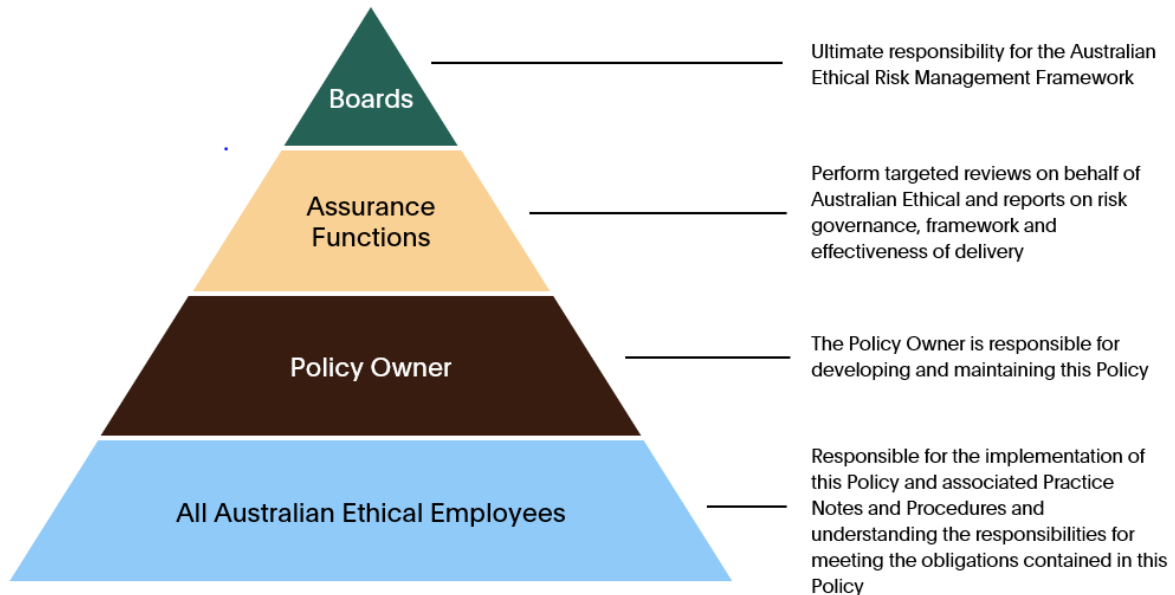 Boards
Ultimate responsibility for the Australian
Ethical Risk Management Framework
Assurance
Functions
Perform targeted reviews on behalf of
Australian Ethical and reports on risk
governance, framework and
effectiveness of delivery
Policy Owner
The Policy Owner is responsible for
developing and maintaining this Policy
All Australian Ethical Employees
Responsible for the implementation of
this Policy and associated Practice
Notes and Procedures and
understanding the responsibilities for
meeting the obligations contained in this
Policy